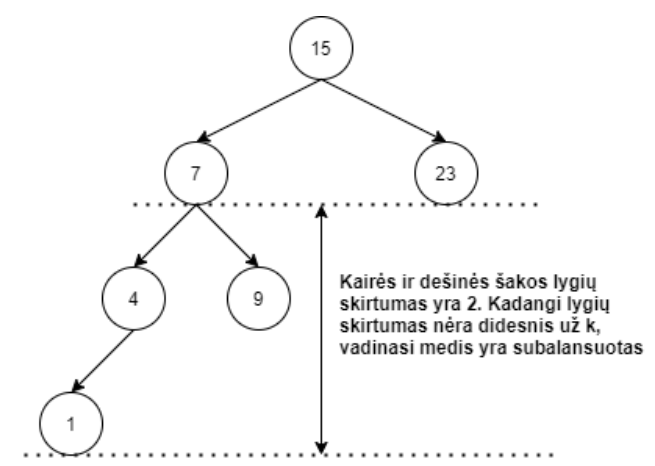 15
7
23
4
9
Kairės ir dešinės šakos lygių
skirtumas yra 2. Kadangi lygių
skirtumas nėra didesnis už k,
vadinasi medis yra subalansuotas
1